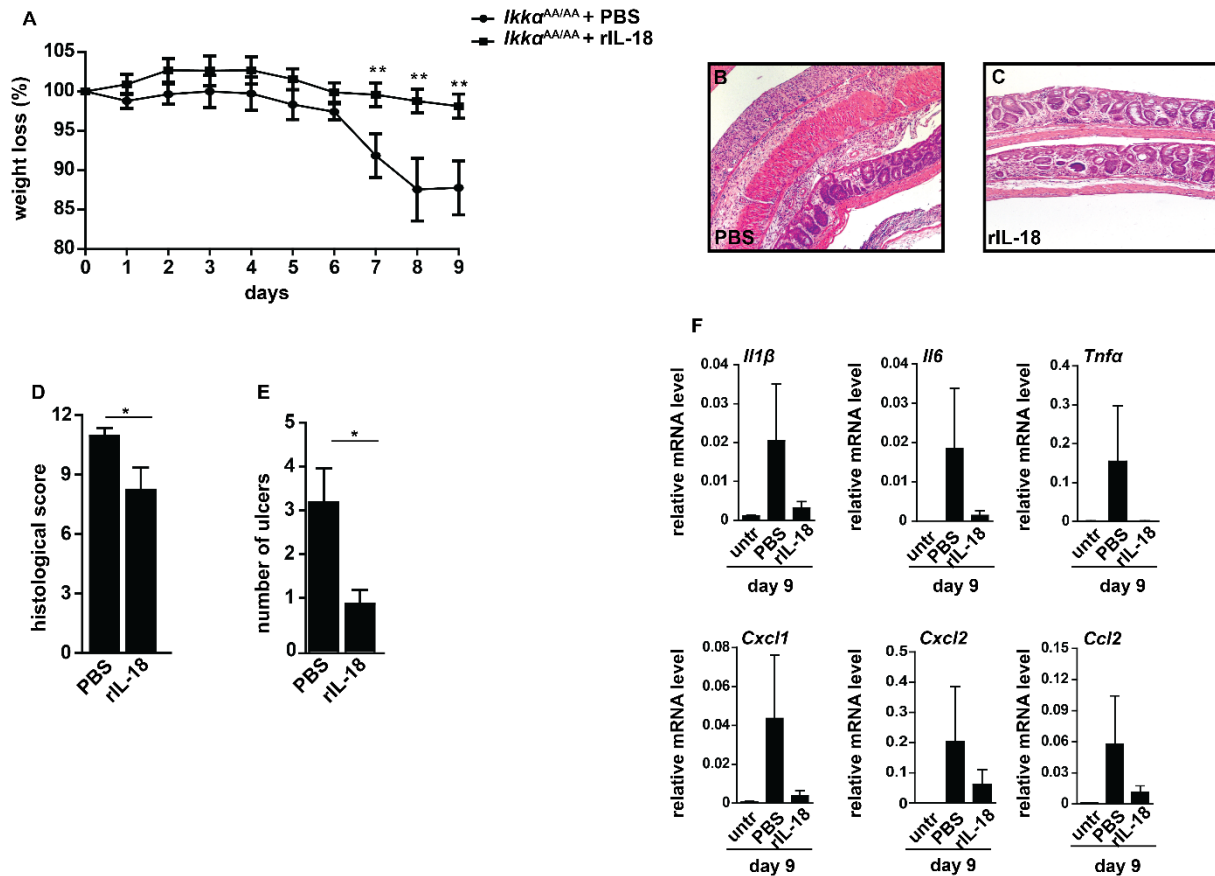 A
Ikkα^AA/AA + PBS
Ikkα^AA/AA + rIL-18
weight loss (%)
105
100
95
90
85
80
** ** **
0 1 2 3 4 5 6 7 8 9
days
B
PBS
C
rIL-18
D
histological score
12
9
6
3
0
*
PBS
rIL-18
E
number of ulcers
5
4
3
2
1
0
*
PBS
rIL-18
F
Il1β
relative mRNA level
0.04
0.03
0.02
0.01
0
untr PBS rIL-18
day 9
Il6
relative mRNA level
0.04
0.03
0.02
0.01
0
untr PBS rIL-18
day 9
Tnfα
relative mRNA level
0.4
0.3
0.2
0.1
0
untr PBS rIL-18
day 9
Cxcl1
relative mRNA level
0.08
0.06
0.04
0.02
0
untr PBS rIL-18
day 9
Cxcl2
relative mRNA level
0.5
0.4
0.3
0.2
0.1
0
untr PBS rIL-18
day 9
Ccl2
relative mRNA level
0.15
0.12
0.09
0.06
0.03
0
untr PBS rIL-18
day 9